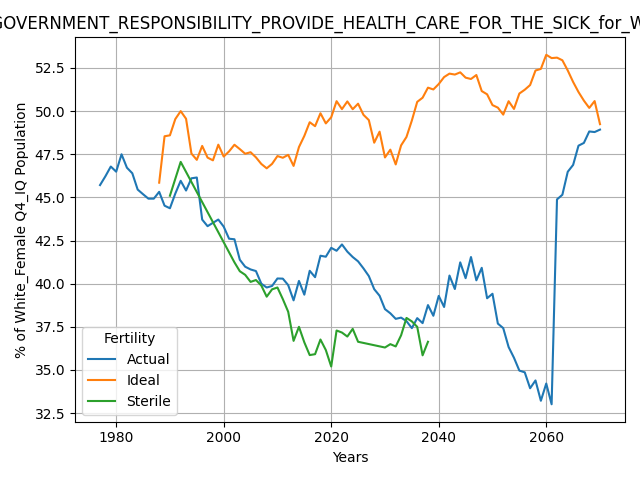 GOVERNMENT_RESPONSIBILITY_PROVIDE_HEALTH_CARE_FOR_THE_SICK_for_W
% of White_Female Q4_IQ Population
52.5
50.0
47.5
45.0
42.5
40.0
37.5
35.0
32.5
Fertility
Actual
Ideal
Sterile
1980
2000
2020
2040
2060
Years